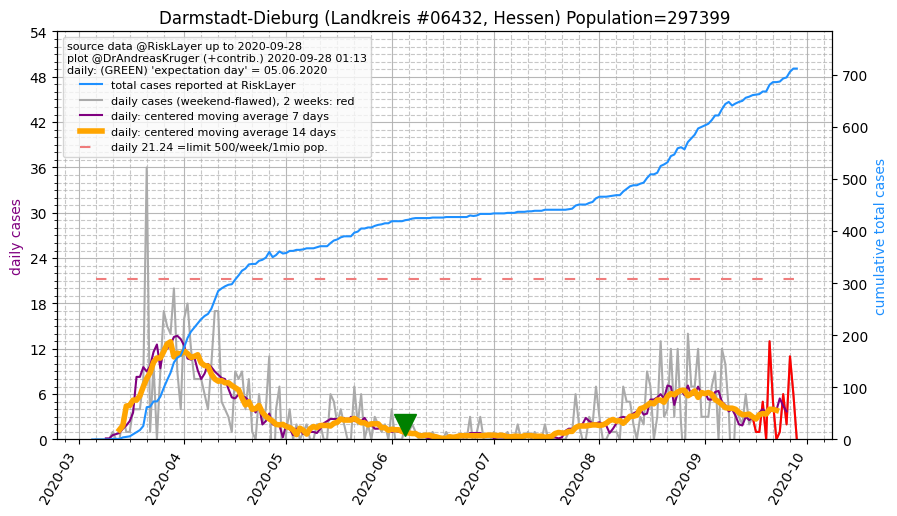 Darmstadt-Dieburg (Landkreis #06432, Hessen) Population=297399
source data @RiskLayer up to 2020-09-28
plot @DrAndreasKruger (+contrib.) 2020-09-28 01:13
daily: (GREEN) 'expectation day' = 05.06.2020
total cases reported at RiskLayer
daily cases (weekend-flawed), 2 weeks: red
daily: centered moving average 7 days
daily: centered moving average 14 days
daily 21.24 =limit 500/week/1mio pop.
daily cases
54
48
42
36
30
24
18
12
6
0
700
600
500
400
300
200
100
0
cumulative total cases
2020-03
2020-04
2020-05
2020-06
2020-07
2020-08
2020-09
2020-10